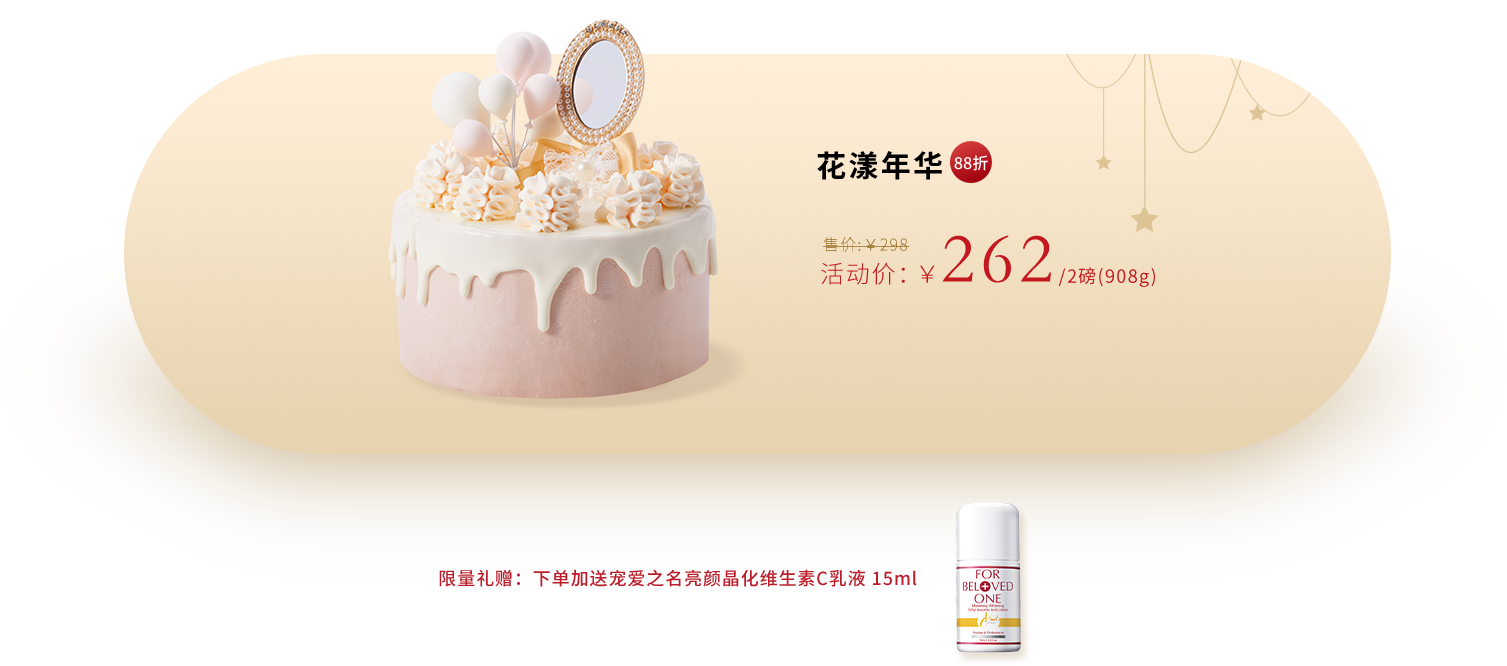 花漾年华 88折
售价:￥298
活动价：￥262/2磅(908g)
限量礼赠：下单加送宠爱之名亮颜晶化维生素C乳液 15ml
FOR
BELOVED
ONE